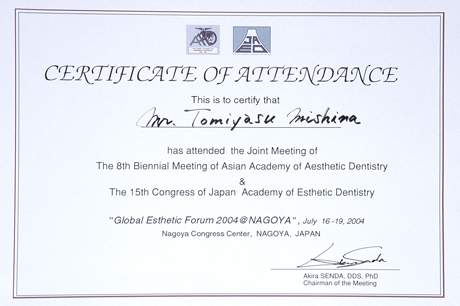 CERTIFICATE OF ATTENDANCE
This is to certify that
Mr. Tomiyasu Mishima
has attended the Joint Meeting of
The 8th Biennial Meeting of Asian Academy of Aesthetic Dentistry
&
The 15th Congress of Japan Academy of Esthetic Dentistry
"Global Esthetic Forum 2004@NAGOYA", July 16-19, 2004
Nagoya Congress Center, NAGOYA, JAPAN
Akira SENDA, DDS, PhD
Chairman of the Meeting